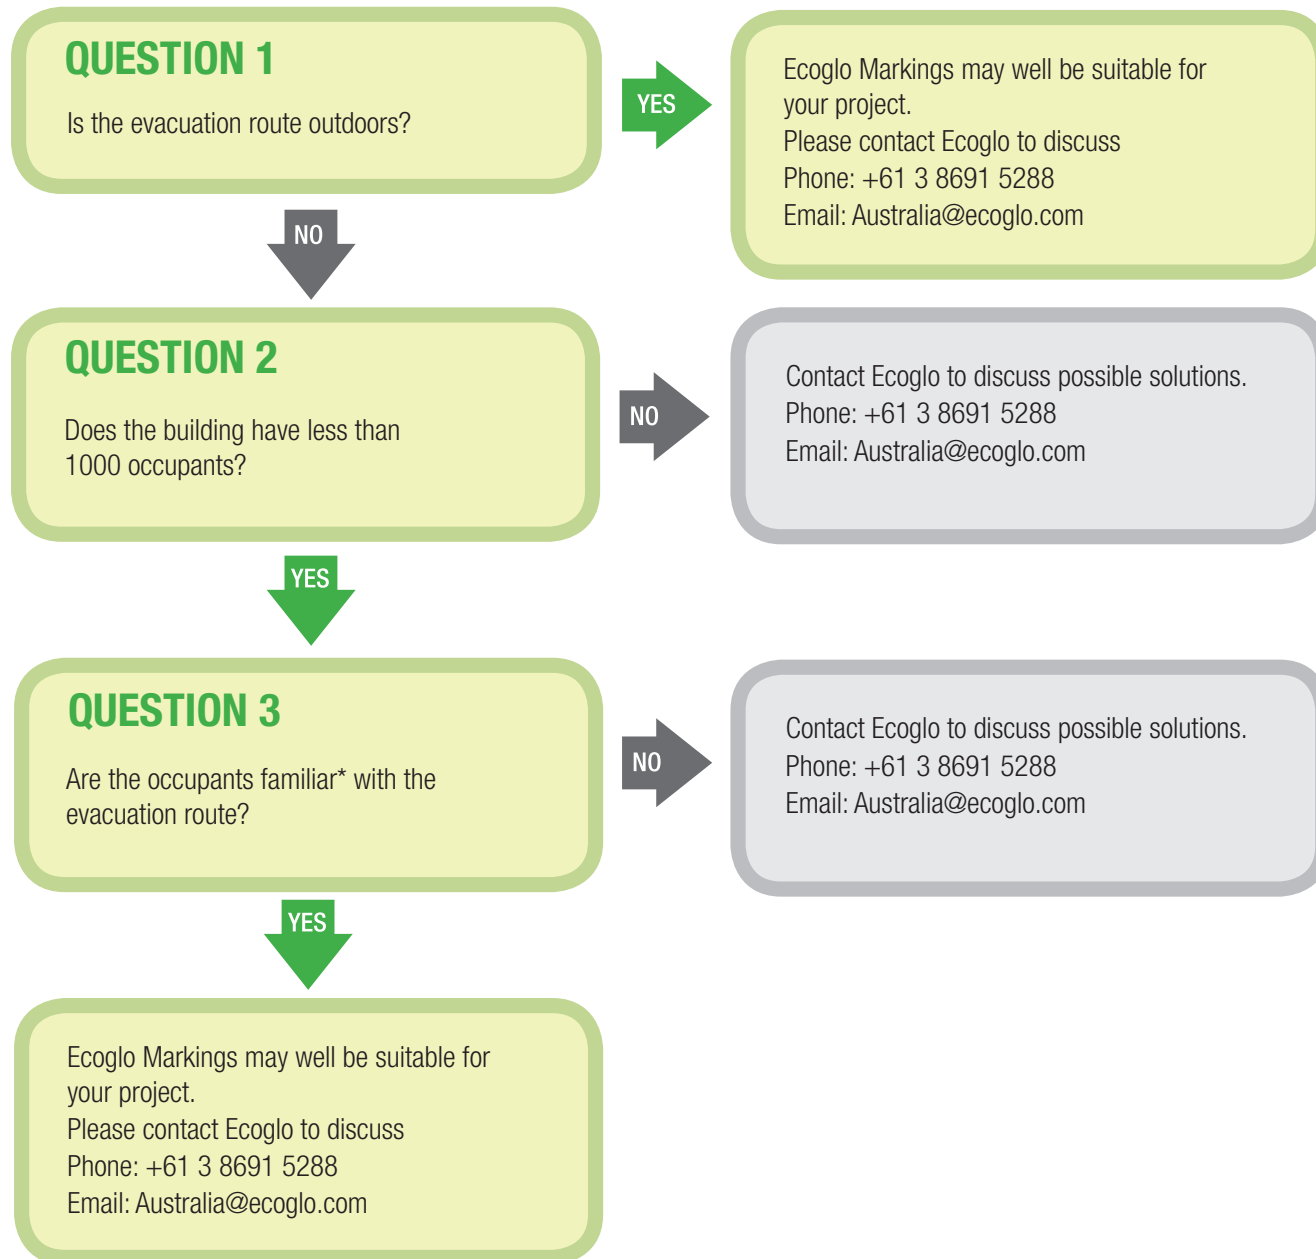 QUESTION 1
Is the evacuation route outdoors?
YES
Ecoglo Markings may well be suitable for
your project.
Please contact Ecoglo to discuss
Phone: +61 3 8691 5288
Email: Australia@ecoglo.com
NO
QUESTION 2
Does the building have less than
1000 occupants?
NO
Contact Ecoglo to discuss possible solutions.
Phone: +61 3 8691 5288
Email: Australia@ecoglo.com
YES
QUESTION 3
Are the occupants familiar* with the
evacuation route?
NO
Contact Ecoglo to discuss possible solutions.
Phone: +61 3 8691 5288
Email: Australia@ecoglo.com
YES
Ecoglo Markings may well be suitable for
your project.
Please contact Ecoglo to discuss
Phone: +61 3 8691 5288
Email: Australia@ecoglo.com